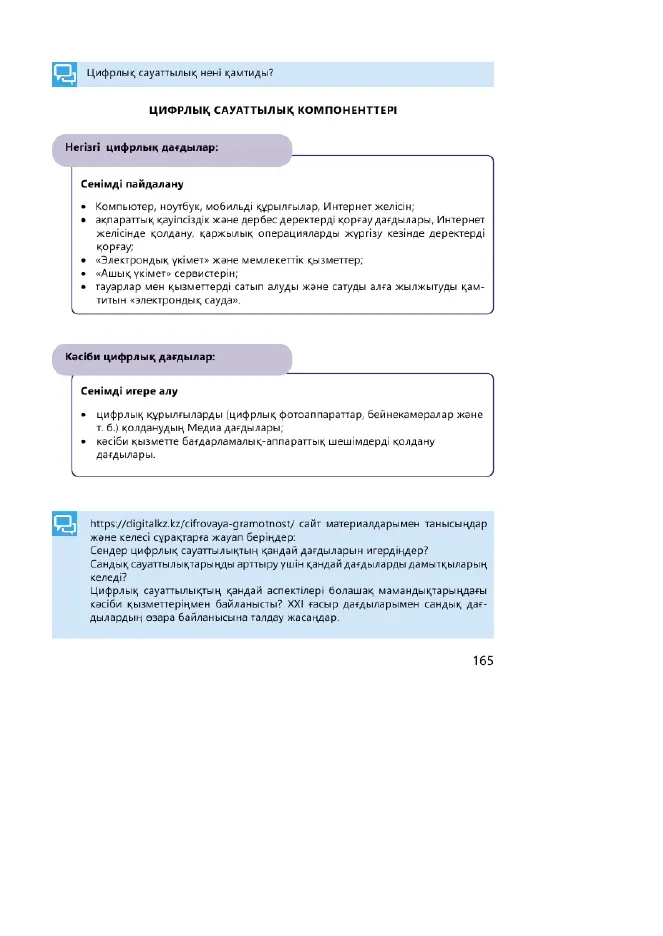 Цифрлық сауаттылық нені қамтиды?
ЦИФРЛЫҚ САУАТТЫЛЫҚ КОМПОНЕНТТЕРІ
Негізгі цифрлық дағдылар:
Сенімді пайдалану
• Компьютер, ноутбук, мобильді құрылғылар, Интернет желісін;
• ақпараттық қауіпсіздік және дербес деректерді қорғау дағдылары, Интернет
желісінде қолдану, қаржылық операцияларды жүргізу кезінде деректерді
қорғау;
• «Электрондық үкімет» және мемлекеттік қызметтер;
• «Ашық үкімет» сервистерін;
• тауарлар мен қызметтерді сатып алуды және сатуды алға жылжытуды қам-
титын «электрондық сауда».
Кәсіби цифрлық дағдылар:
Сенімді игере алу
• цифрлық құрылғыларды (цифрлық фотоаппараттар, бейнекамералар және
т. б.) қолданудың Медиа дағдылары;
• кәсіби қызметте бағдарламалық-аппараттық шешімдерді қолдану
дағдылары.
https://digitalkz.kz/cifrovaya-gramotnost/ сайт материалдарымен танысыңдар
және келесі сұрақтарға жауап беріңдер:
Сендер цифрлық сауаттылықтың қандай дағдыларын игердіңдер?
Сандық сауаттылықтарыңды арттыру үшін қандай дағдыларды дамытқыларың
келеді?
Цифрлық сауаттылықтың қандай аспектілері болашақ мамандықтарыңдағы
кәсіби қызметтеріңмен байланысты? XXI ғасыр дағдыларымен сандық дағ-
дылардың өзара байланысына талдау жасаңдар.
165